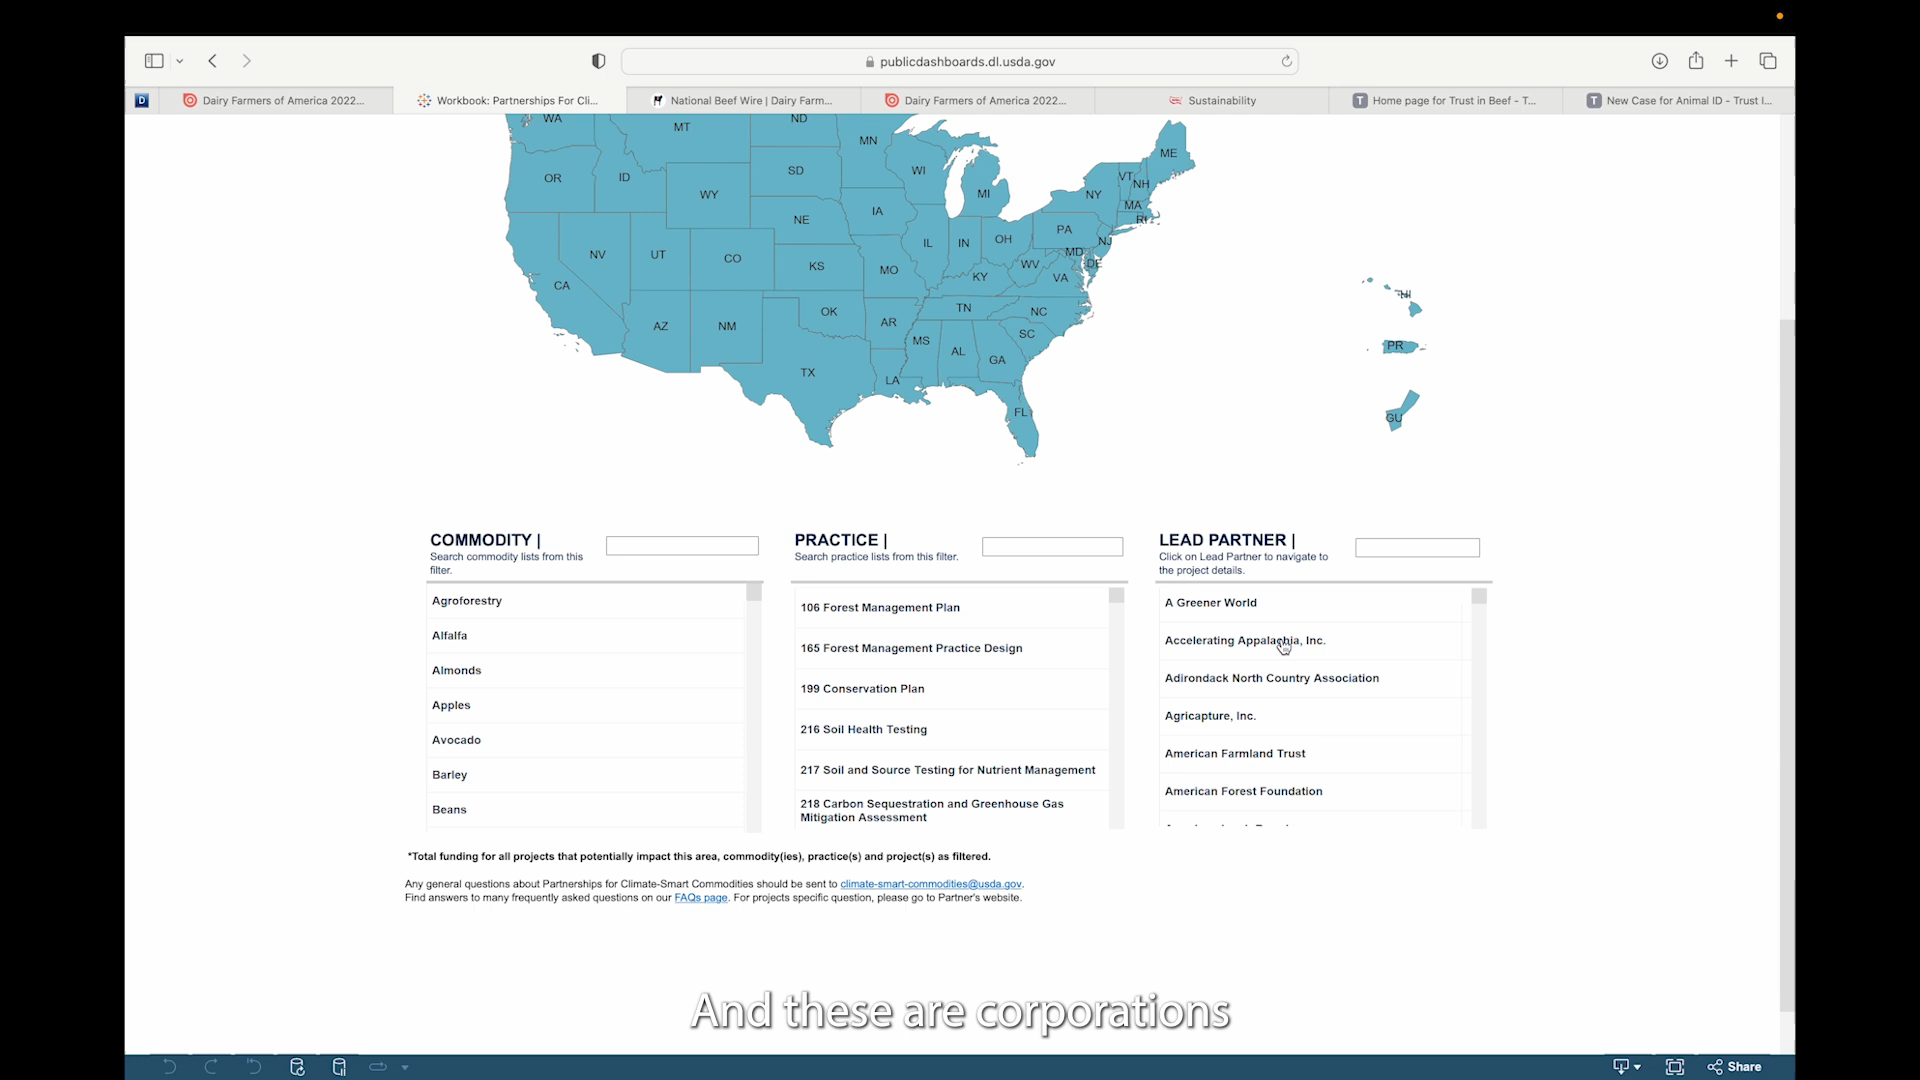 publicdashboards.dl.usda.gov
D
Dairy Farmers of America 2022...
Workbook: Partnerships For Cli...
National Beef Wire | Dairy Farm...
Dairy Farmers of America 2022...
Sustainability
T Home page for Trust in Beef - T...
T New Case for Animal ID - Trust I...
WA
MT
ND
MN
ME
OR
ID
SD
WI
VT
NH
WY
MI
NY
MA
NE
IA
RI
PA
NV
UT
CO
IL
IN
OH
NJ
MD
DE
KS
MO
WV
VA
KY
CA
HI
OK
TN
NC
AZ
NM
AR
SC
MS
AL
GA
PR
TX
LA
FL
GU
COMMODITY |
Search commodity lists from this
filter.
Agroforestry
Alfalfa
Almonds
Apples
Avocado
Barley
Beans
PRACTICE |
Search practice lists from this filter.
106 Forest Management Plan
165 Forest Management Practice Design
199 Conservation Plan
216 Soil Health Testing
217 Soil and Source Testing for Nutrient Management
218 Carbon Sequestration and Greenhouse Gas
Mitigation Assessment
LEAD PARTNER |
Click on Lead Partner to navigate to
the project details.
A Greener World
Accelerating Appalachia, Inc.
Adirondack North Country Association
Agricapture, Inc.
American Farmland Trust
American Forest Foundation
*Total funding for all projects that potentially impact this area, commodity(ies), practice(s) and project(s) as filtered.
Any general questions about Partnerships for Climate-Smart Commodities should be sent to climate-smart-commodities@usda.gov.
Find answers to many frequently asked questions on our FAQs page. For projects specific question, please go to Partner's website.
And these are corporations
Share